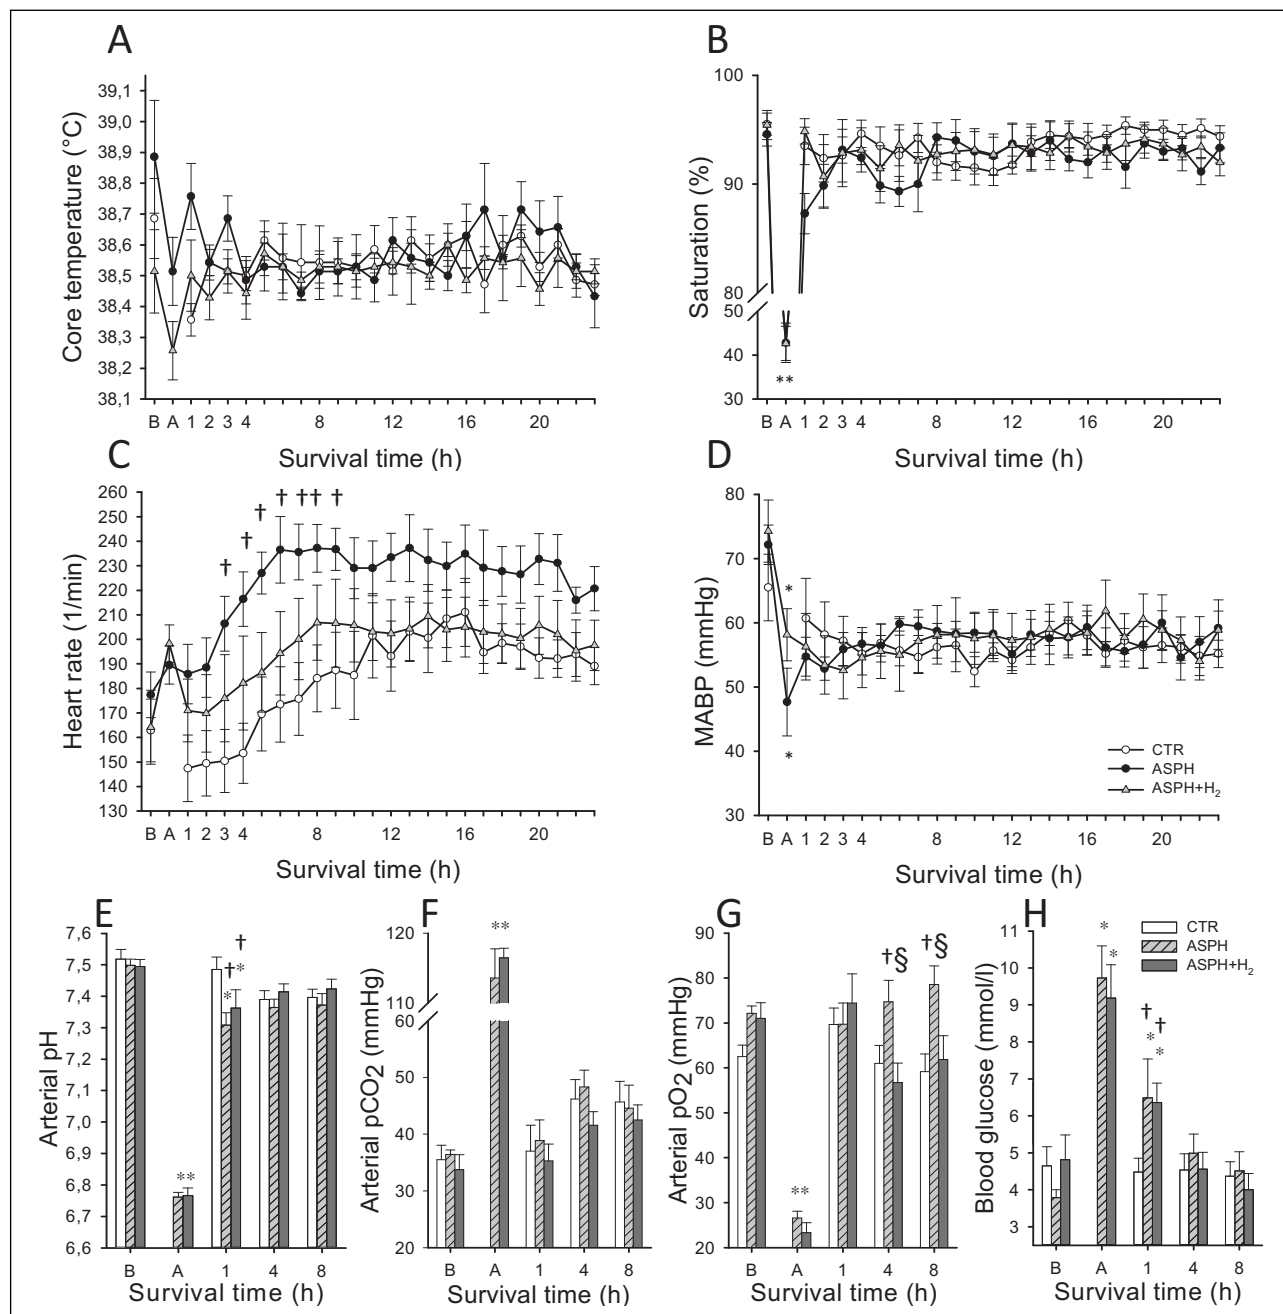 A
39,1
39,0
38,9
38,8
38,7
38,6
38,5
38,4
38,3
38,2
38,1
Core temperature (°C)
B A 1 2 3 4 8 12 16 20
Survival time (h)
B
100
90
80
50
40
30
Saturation (%)
**
B A 1 2 3 4 8 12 16 20
Survival time (h)
C
260
250
240
230
220
210
200
190
180
170
160
150
140
130
Heart rate (1/min)
† † † † †† †
B A 1 2 3 4 8 12 16 20
Survival time (h)
D
80
70
60
50
40
30
MABP (mmHg)
*
*
CTR
ASPH
ASPH+H₂
B A 1 2 3 4 8 12 16 20
Survival time (h)
E
7,6
7,5
7,4
7,3
7,2
7,1
7,0
6,9
6,8
6,7
6,6
Arterial pH
**
†
†
*
*
B A 1 4 8
Survival time (h)
F
120
110
60
50
40
30
20
Arterial pCO2 (mmHg)
**
B A 1 4 8
Survival time (h)
G
90
80
70
60
50
40
30
20
Arterial pO2 (mmHg)
**
†§
†§
B A 1 4 8
Survival time (h)
H
11
10
9
8
7
6
5
4
3
Blood glucose (mmol/l)
*
*
†
†
*
*
CTR
ASPH
ASPH+H₂
B A 1 4 8
Survival time (h)